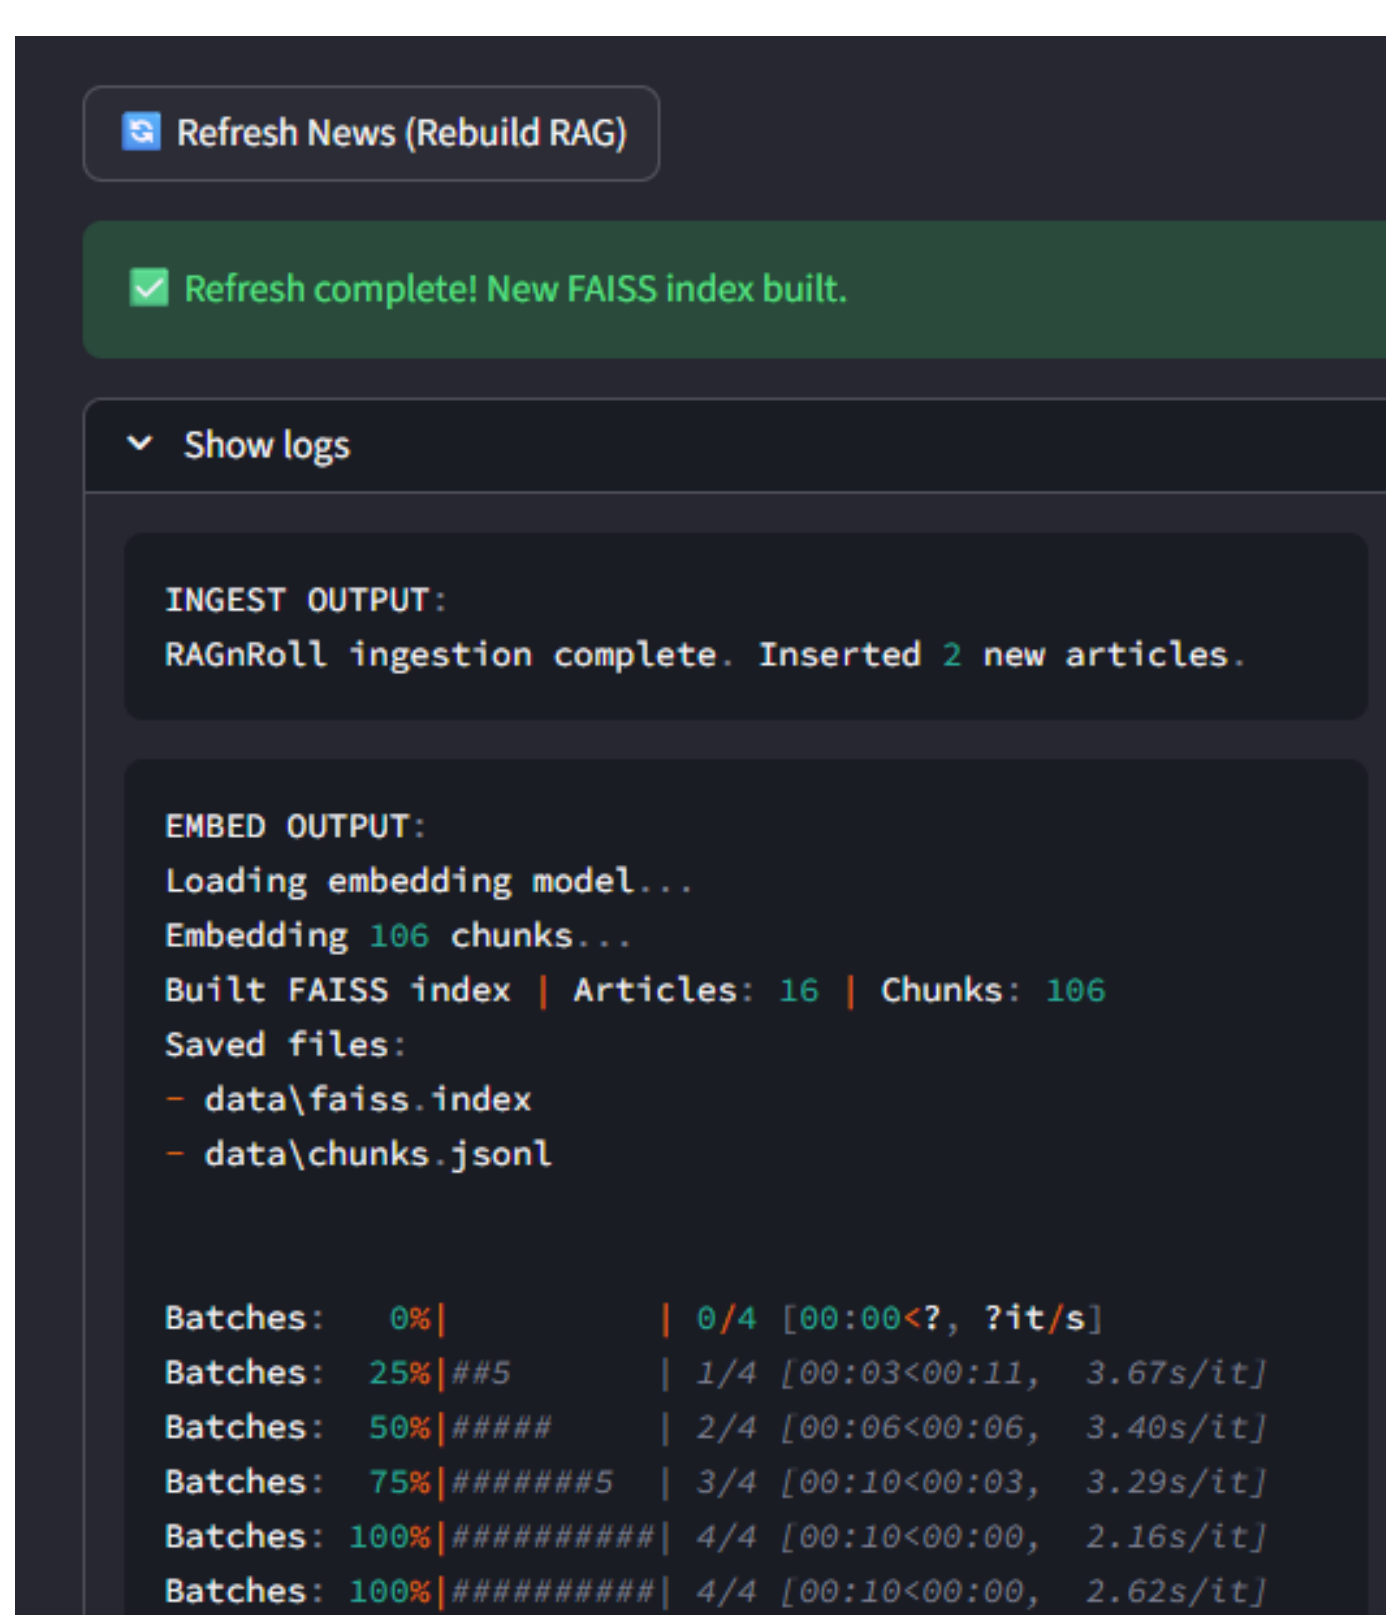 Refresh News (Rebuild RAG)
Refresh complete! New FAISS index built.
Show logs
INGEST OUTPUT:
RAGnRoll ingestion complete. Inserted 2 new articles.
EMBED OUTPUT:
Loading embedding model...
Embedding 106 chunks...
Built FAISS index | Articles: 16 | Chunks: 106
Saved files:
- data\faiss.index
- data\chunks.jsonl
Batches:   0%|          | 0/4 [00:00<?, ?it/s]
Batches:  25%|##5       | 1/4 [00:03<00:11,  3.67s/it]
Batches:  50%|#####     | 2/4 [00:06<00:06,  3.40s/it]
Batches:  75%|#######5  | 3/4 [00:10<00:03,  3.29s/it]
Batches: 100%|##########| 4/4 [00:10<00:00,  2.16s/it]
Batches: 100%|##########| 4/4 [00:10<00:00,  2.62s/it]